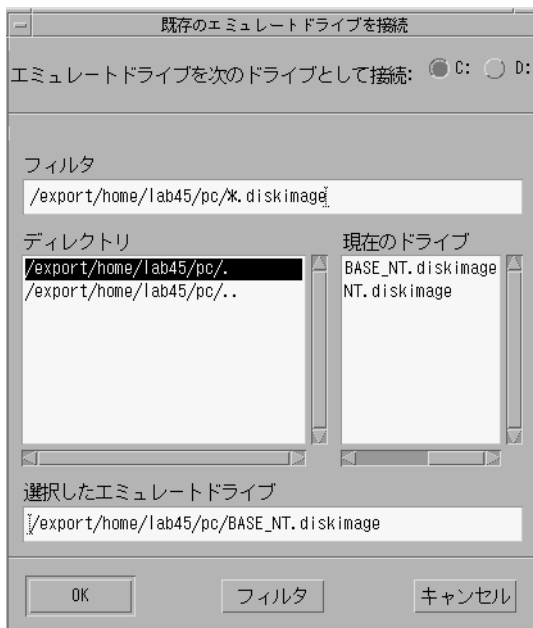 既存のエミュレートドライブを接続
エミュレートドライブを次のドライブとして接続: C: D:
フィルタ
/export/home/lab45/pc/*.diskimage
ディレクトリ
/export/home/lab45/pc/.
/export/home/lab45/pc/..
現在のドライブ
BASE_NT.diskimage
NT.diskimage
選択したエミュレートドライブ
/export/home/lab45/pc/BASE_NT.diskimage
OK フィルタ キャンセル